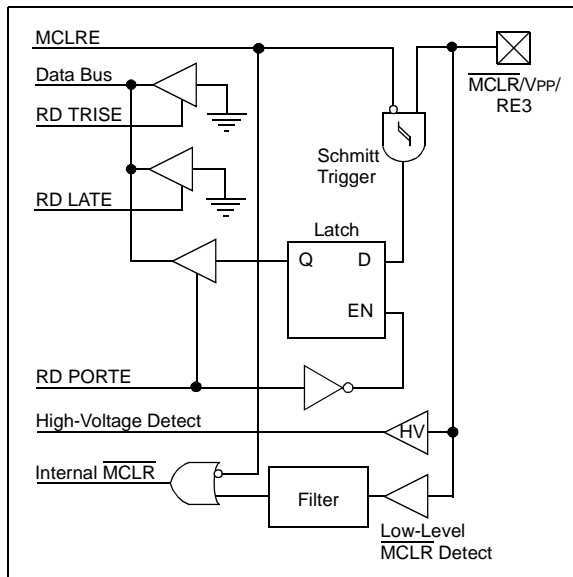 MCLRE
Data Bus
RD TRISE
MCLR/VPP/
RE3
Schmitt
Trigger
RD LATE
Latch
Q
D
EN
RD PORTE
High-Voltage Detect
HV
Internal MCLR
Filter
Low-Level
MCLR Detect